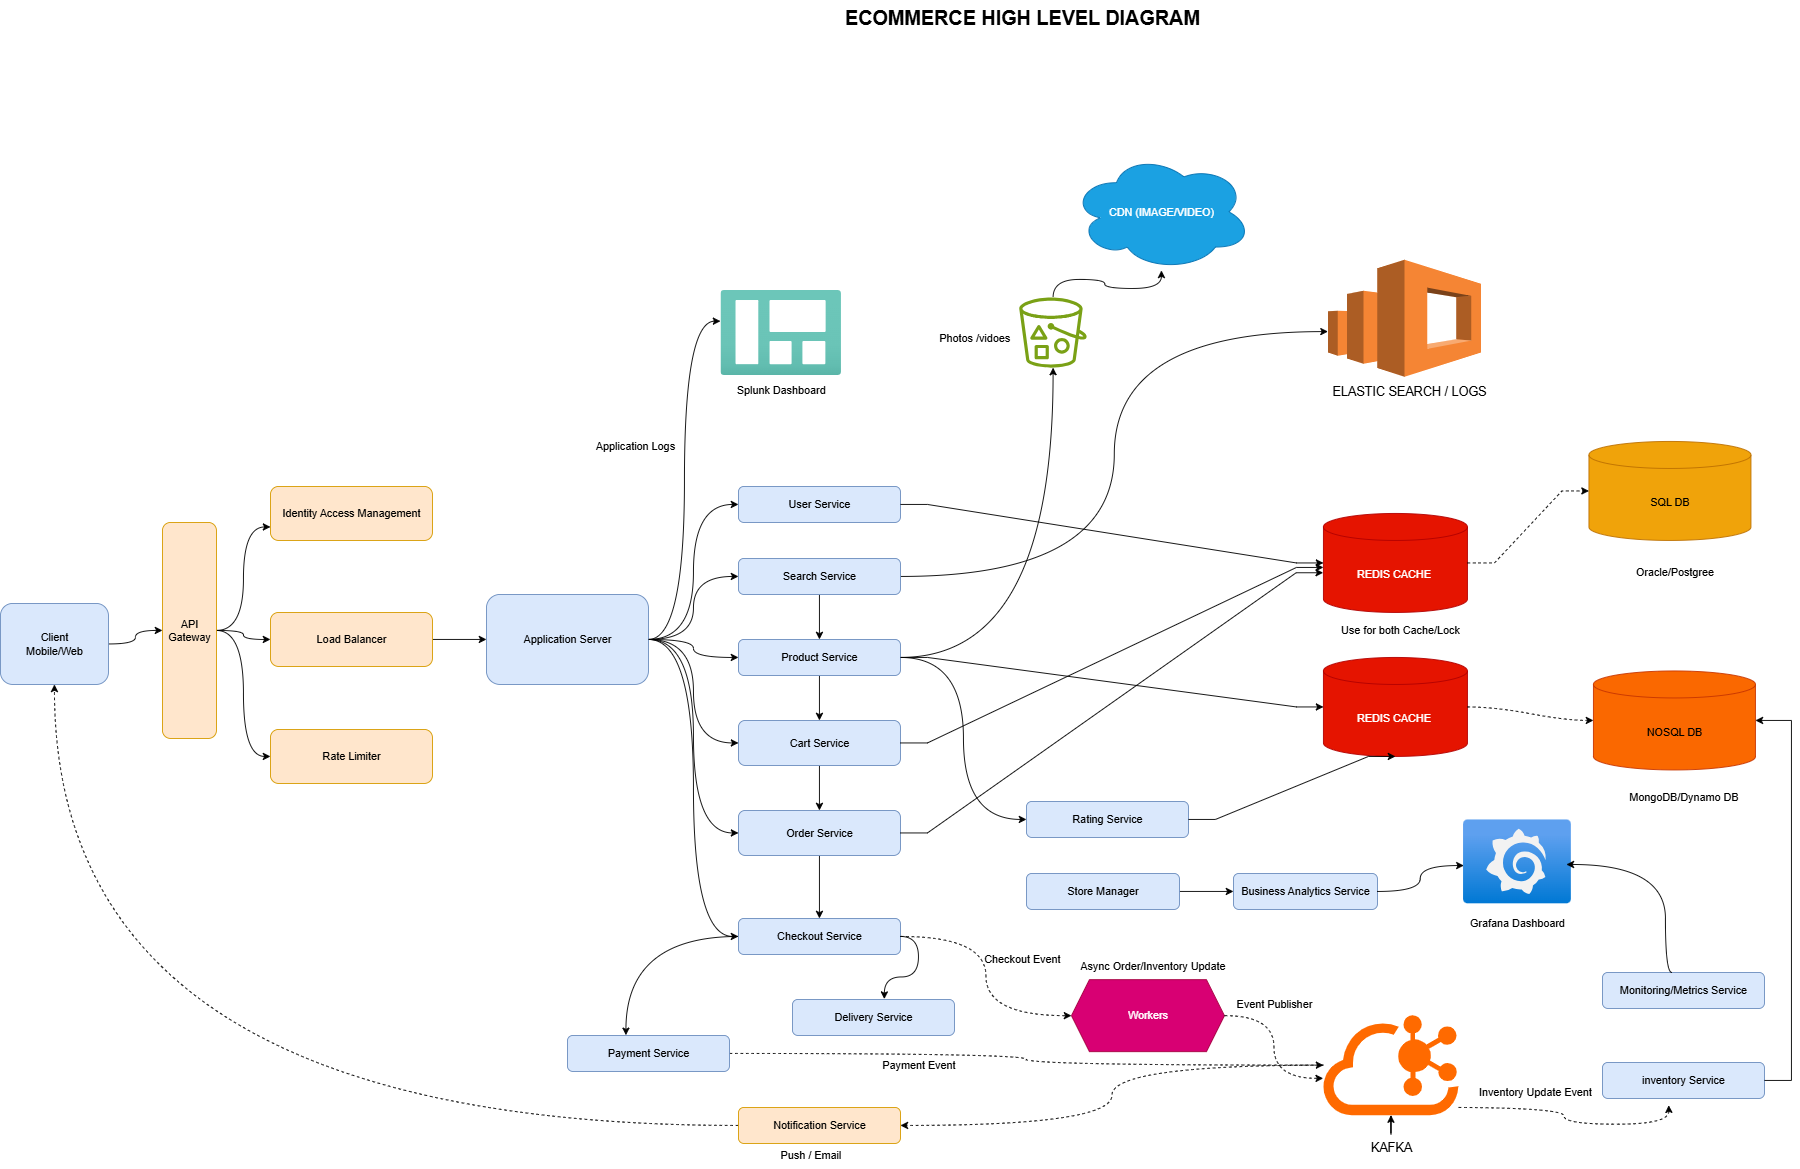 ECOMMERCE HIGH LEVEL DIAGRAM
CDN (IMAGE/VIDEO)
Photos /vidoes
Splunk Dashboard
ELASTIC SEARCH / LOGS
Application Logs
Identity Access Management
User Service
SQL DB
Search Service
REDIS CACHE
Oracle/Postgree
API
Gateway
Client
Mobile/Web
Load Balancer
Application Server
Use for both Cache/Lock
Product Service
REDIS CACHE
NOSQL DB
Cart Service
Rate Limiter
MongoDB/Dynamo DB
Order Service
Rating Service
Store Manager
Business Analytics Service
Grafana Dashboard
Checkout Service
Checkout Event
Async Order/Inventory Update
Monitoring/Metrics Service
Event Publisher
Delivery Service
Workers
Payment Service
Payment Event
inventory Service
Inventory Update Event
Notification Service
KAFKA
Push / Email